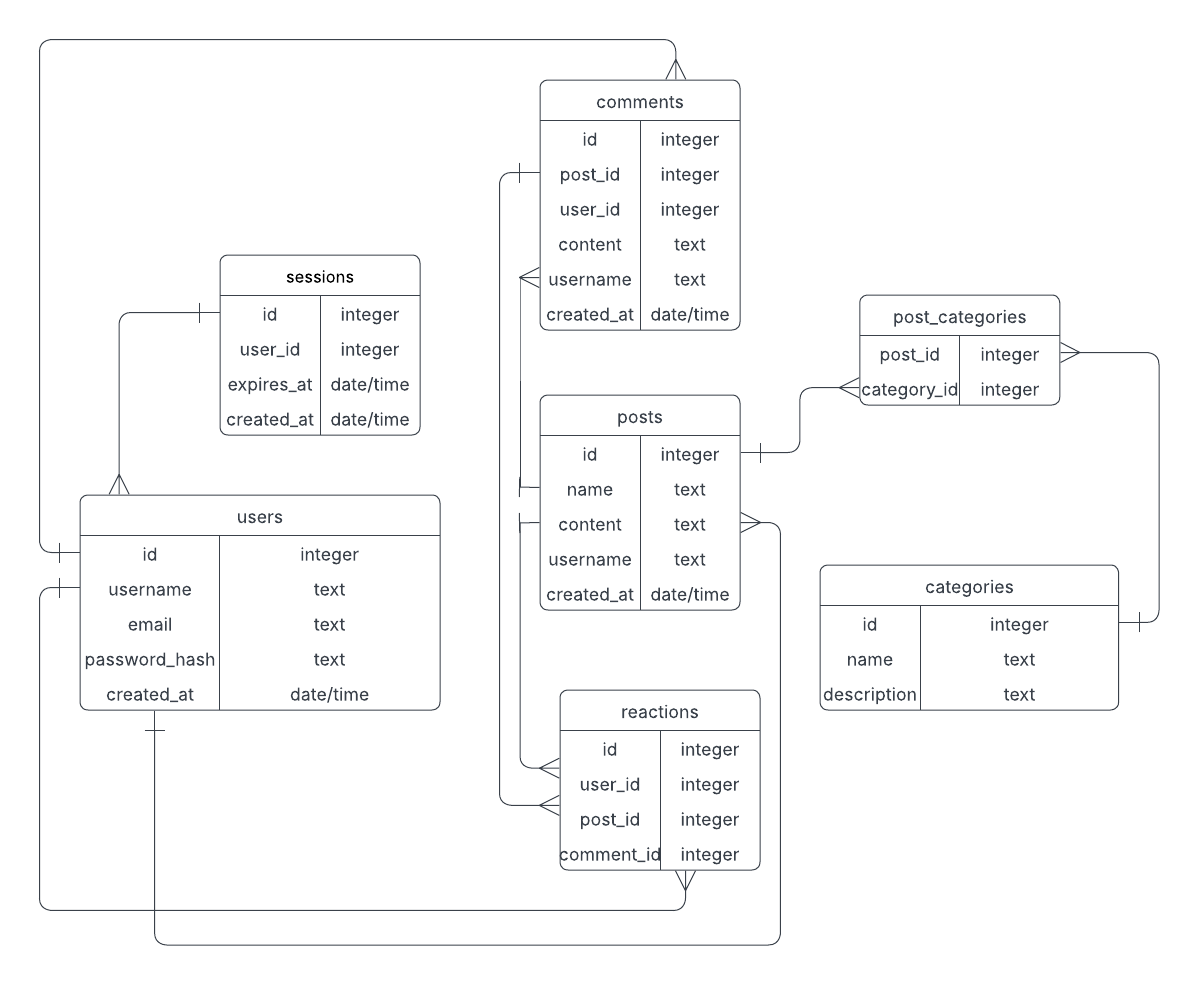 comments
id integer
post_id integer
user_id integer
content text
username text
created_at date/time
sessions
id integer
user_id integer
expires_at date/time
created_at date/time
post_categories
post_id integer
category_id integer
posts
id integer
name text
content text
username text
created_at date/time
users
id integer
username text
email text
password_hash text
created_at date/time
categories
id integer
name text
description text
reactions
id integer
user_id integer
post_id integer
comment_id integer